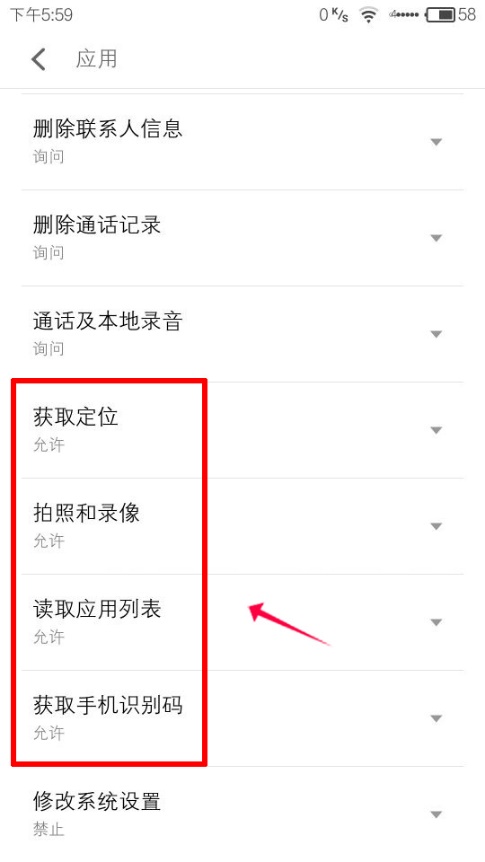 下午5:59
0 K/s
58
应用
删除联系人信息
询问
删除通话记录
询问
通话及本地录音
询问
获取定位
允许
拍照和录像
允许
读取应用列表
允许
获取手机识别码
允许
修改系统设置
禁止